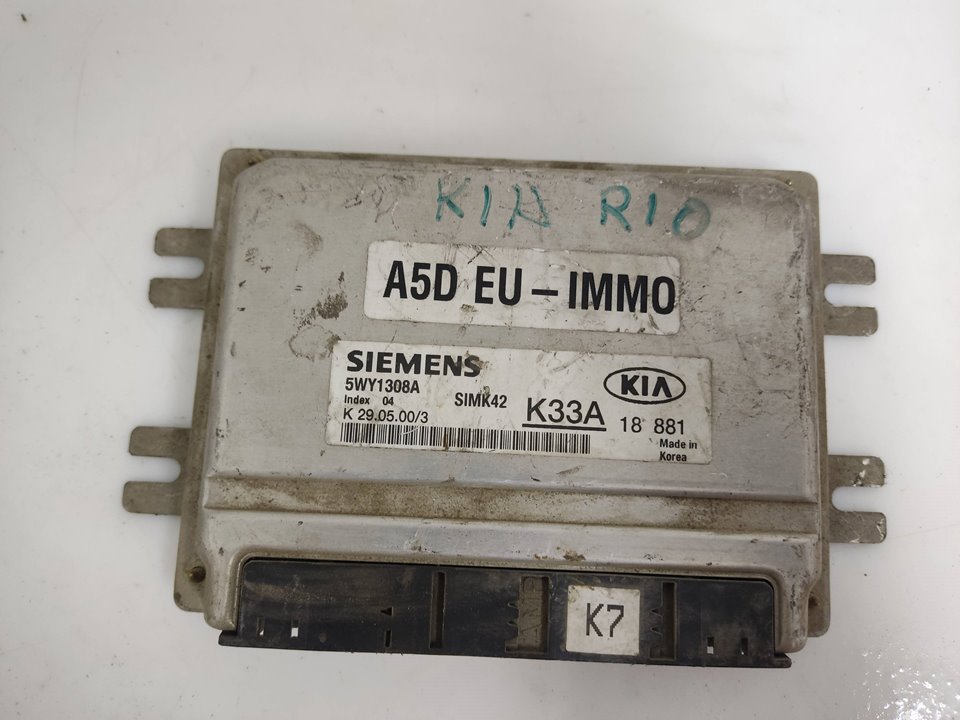 KIA RIO
A5D EU – IMMO
SIEMENS
5WY1308A
Index 04 SIMK42
K 29.05.00/3
K33A
KIA
18 881
Made in
Korea
AMP
K7